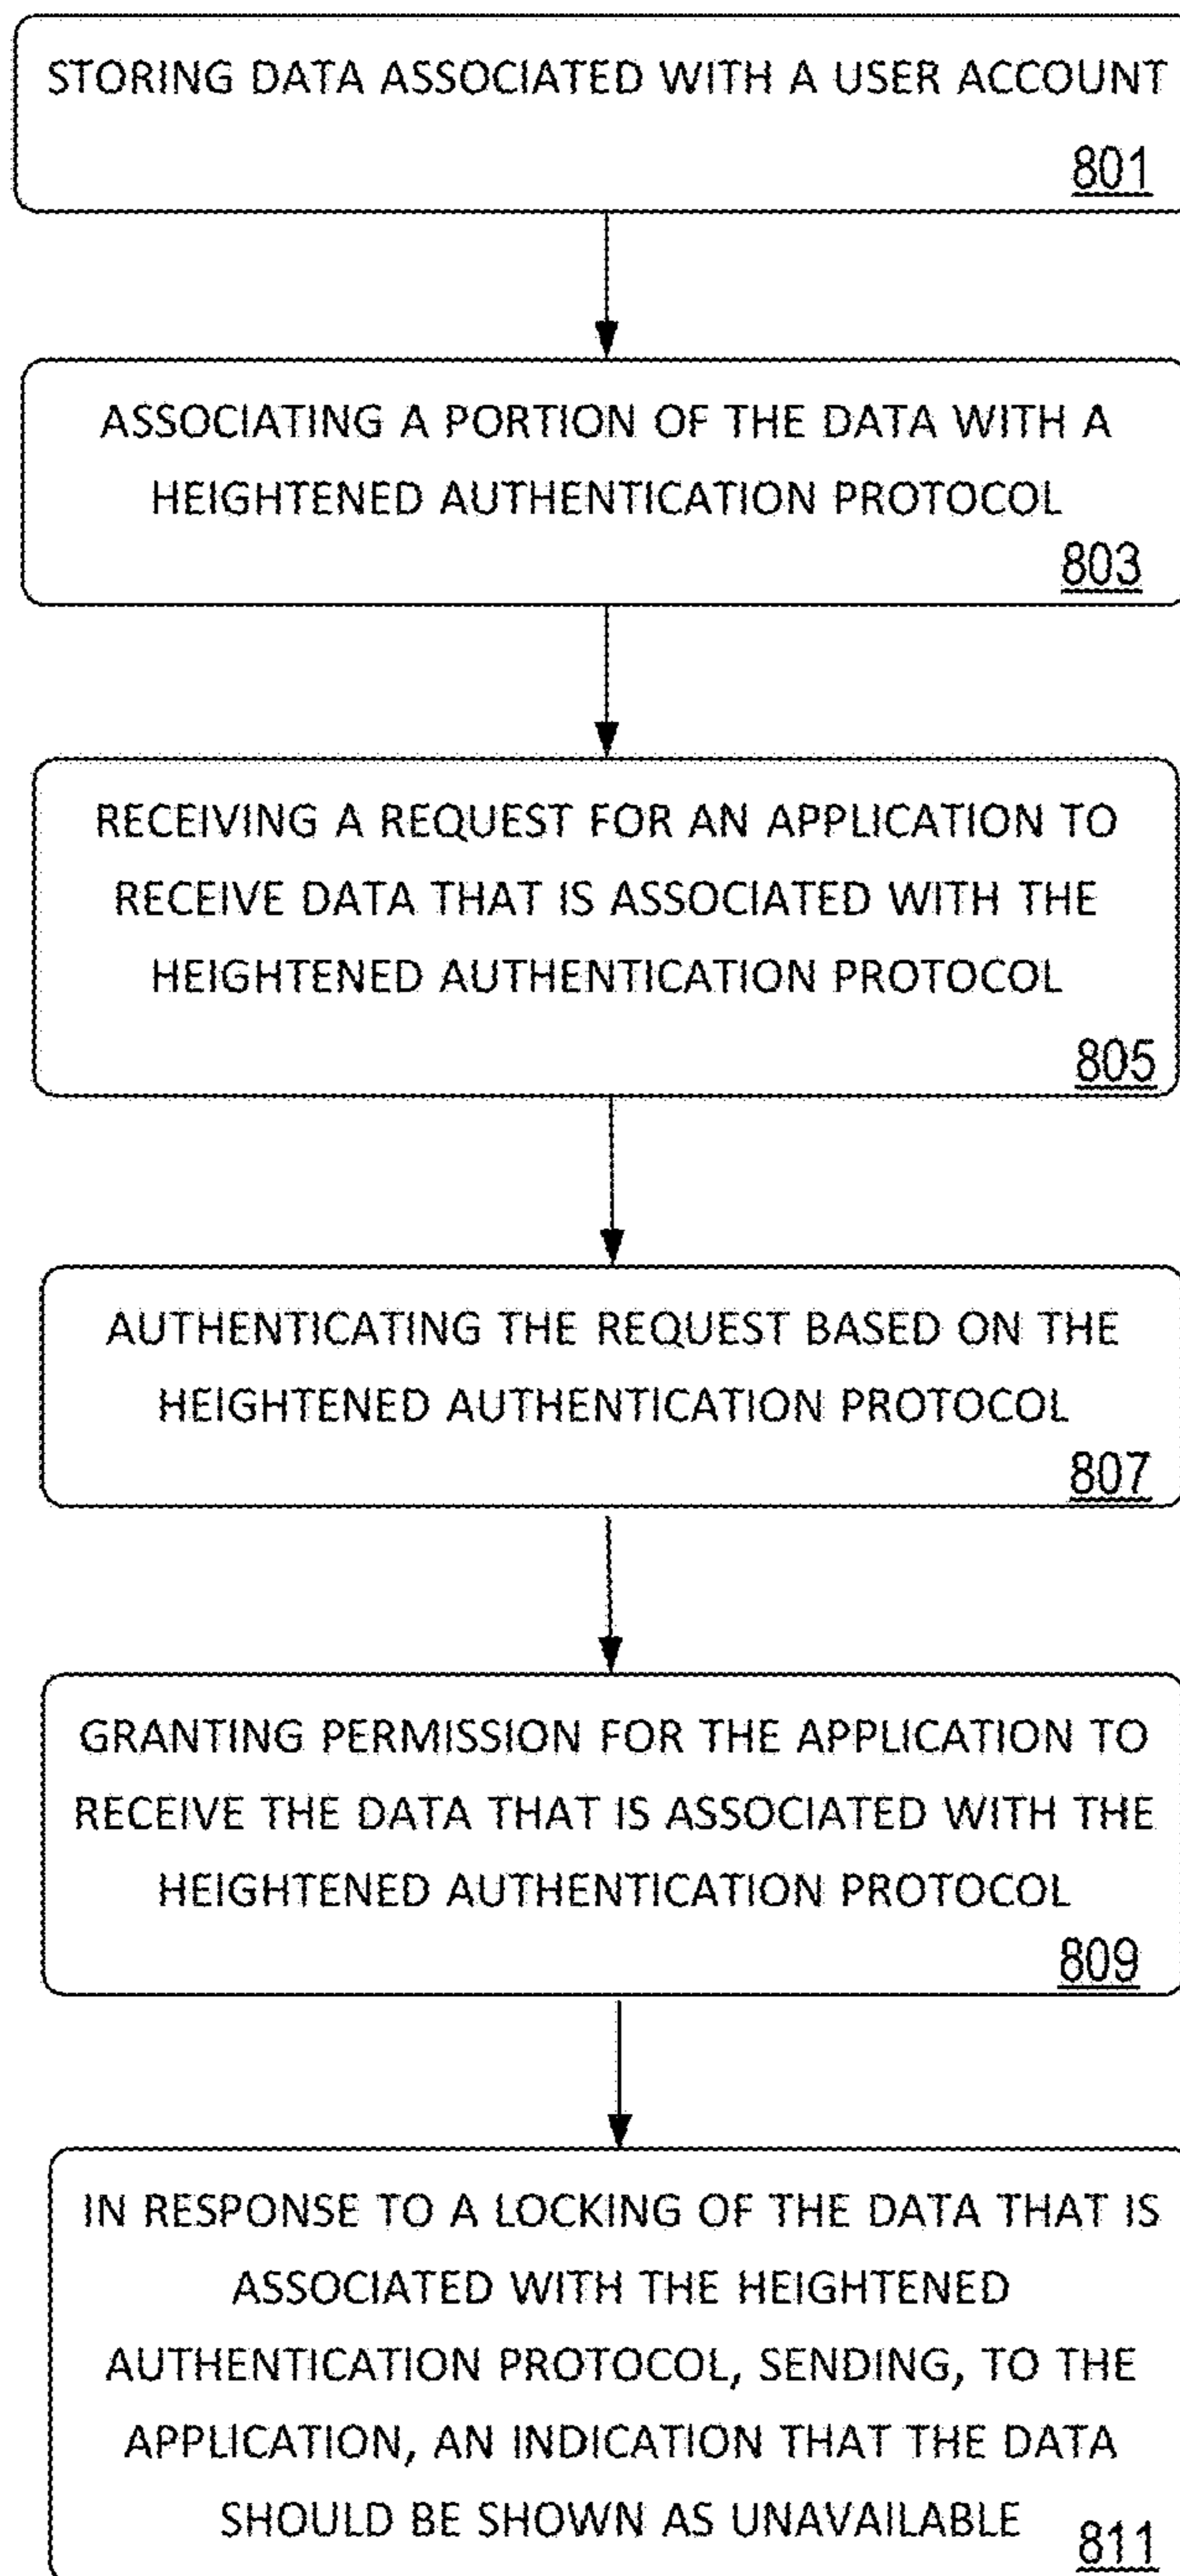 STORING DATA ASSOCIATED WITH A USER ACCOUNT
801
ASSOCIATING A PORTION OF THE DATA WITH A
HEIGHTENED AUTHENTICATION PROTOCOL
803
RECEIVING A REQUEST FOR AN APPLICATION TO
RECEIVE DATA THAT IS ASSOCIATED WITH THE
HEIGHTENED AUTHENTICATION PROTOCOL
805
AUTHENTICATING THE REQUEST BASED ON THE
HEIGHTENED AUTHENTICATION PROTOCOL
807
GRANTING PERMISSION FOR THE APPLICATION TO
RECEIVE THE DATA THAT IS ASSOCIATED WITH THE
HEIGHTENED AUTHENTICATION PROTOCOL
809
IN RESPONSE TO A LOCKING OF THE DATA THAT IS
ASSOCIATED WITH THE HEIGHTENED
AUTHENTICATION PROTOCOL, SENDING, TO THE
APPLICATION, AN INDICATION THAT THE DATA
SHOULD BE SHOWN AS UNAVAILABLE
811